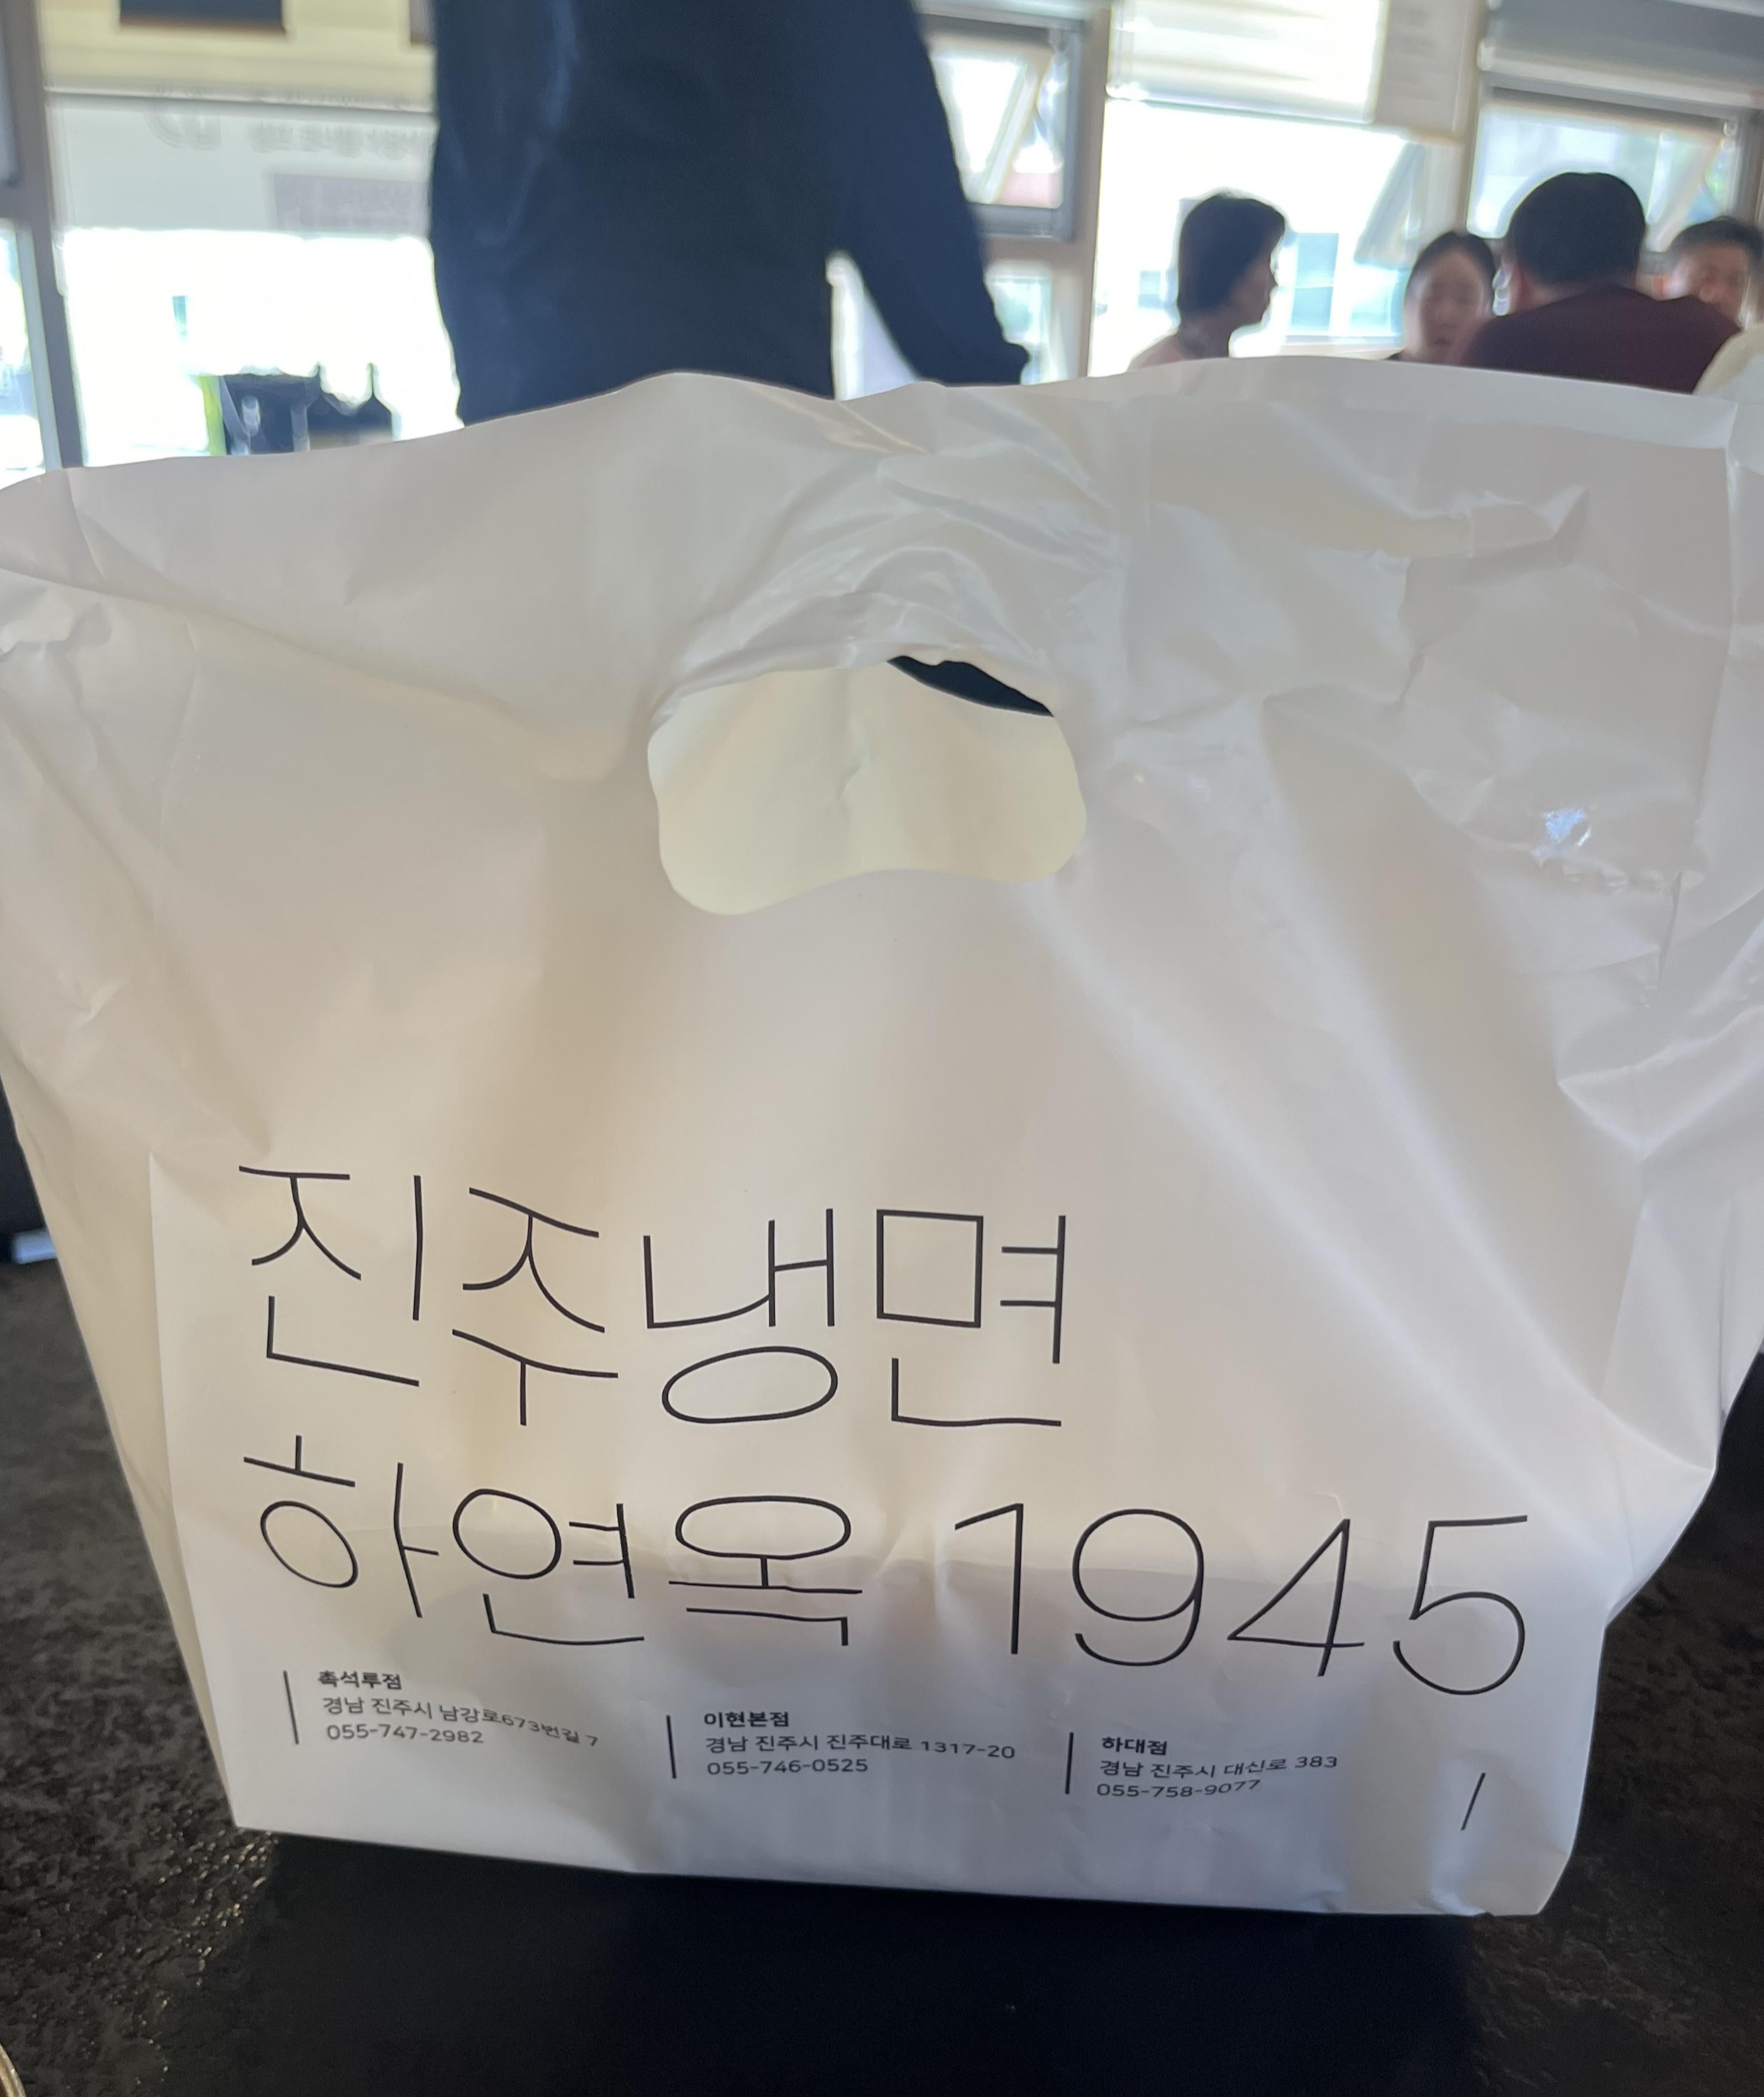 진주냉면
하연옥 1945
촉석루점
경남 진주시 남강로673번길 7
055-747-2982
이현본점
경남 진주시 진주대로 1317-20
055-746-0525
하대점
경남 진주시 대신로 383
055-758-9077